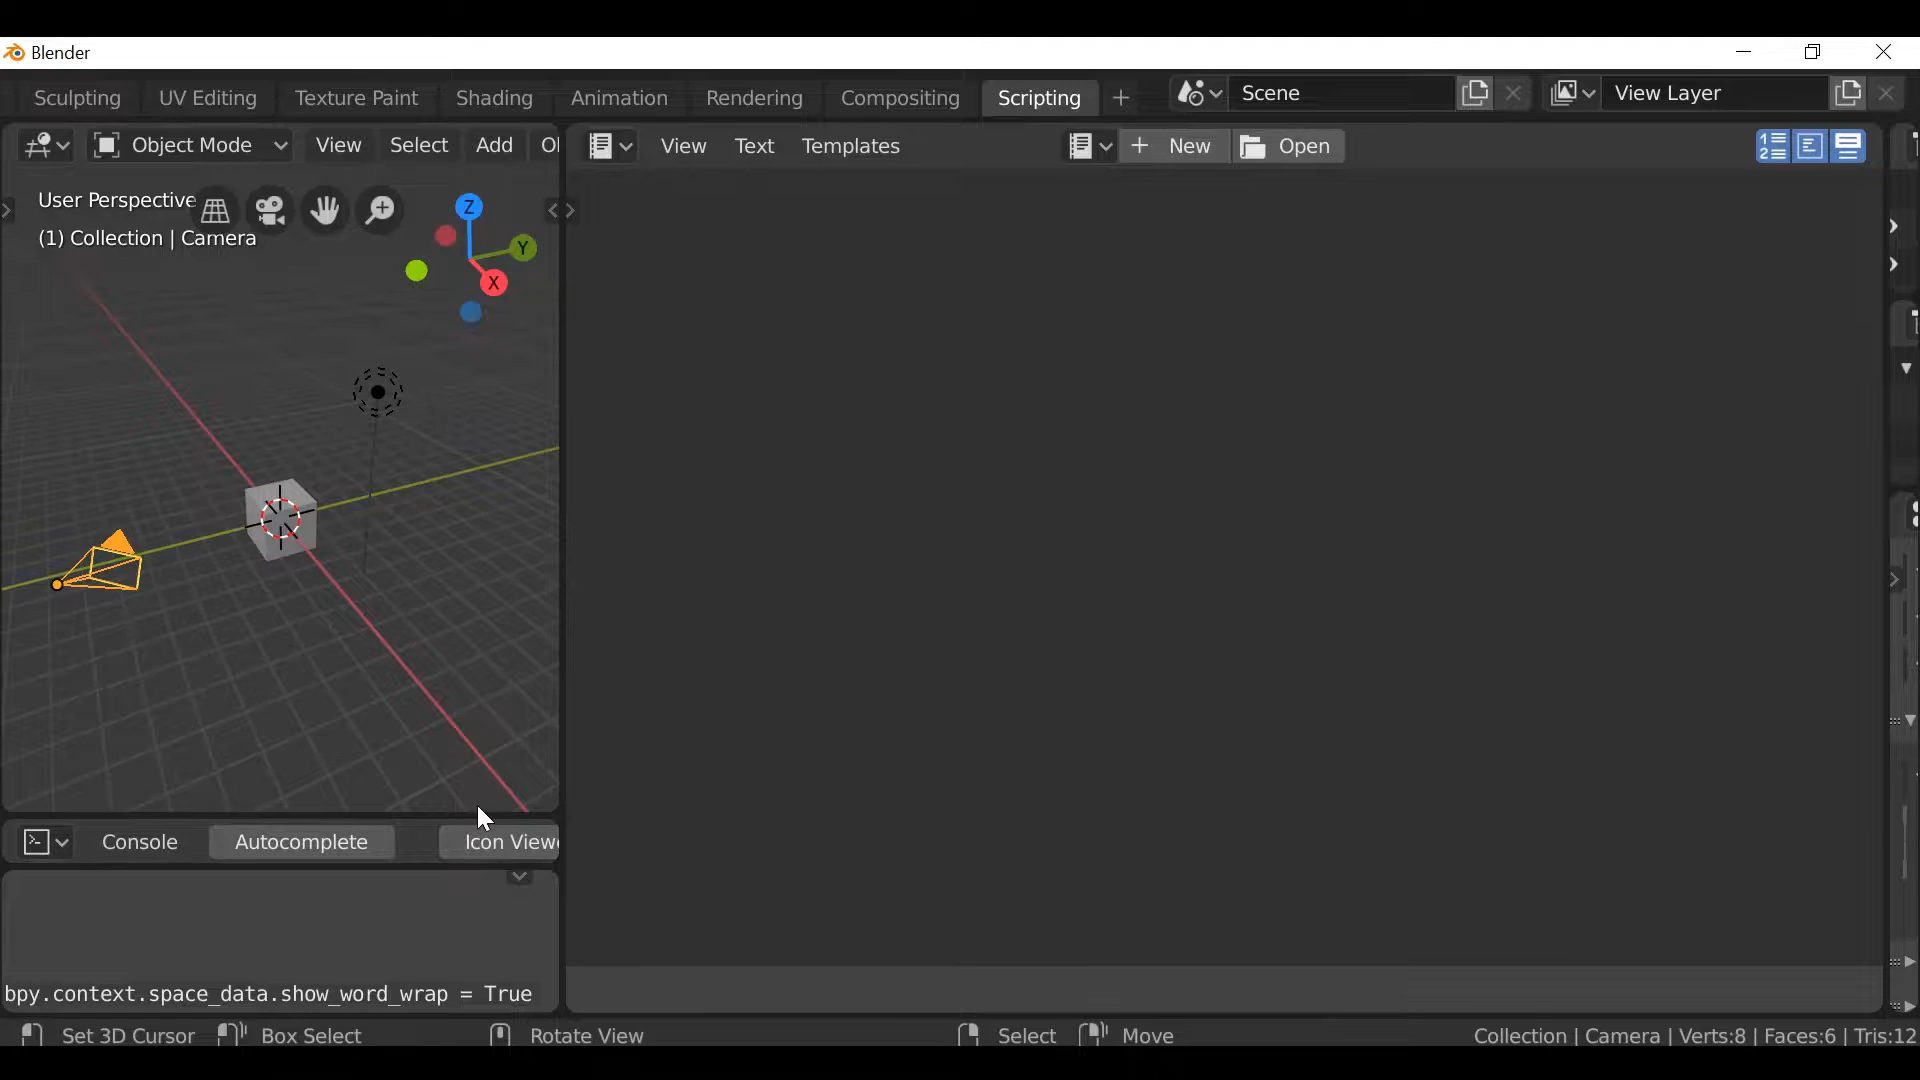 Blender
Sculpting UV Editing Texture Paint Shading Animation Rendering Compositing Scripting + Scene View Layer
Object Mode View Select Add
View Text Templates + New Open
User Perspective
(1) Collection | Camera
Z
Y
X
Console Autocomplete Icon View
bpy.context.space_data.show_word_wrap = True
Set 3D Cursor Box Select Rotate View Select Move Collection | Camera | Verts:8 | Faces:6 | Tris:12